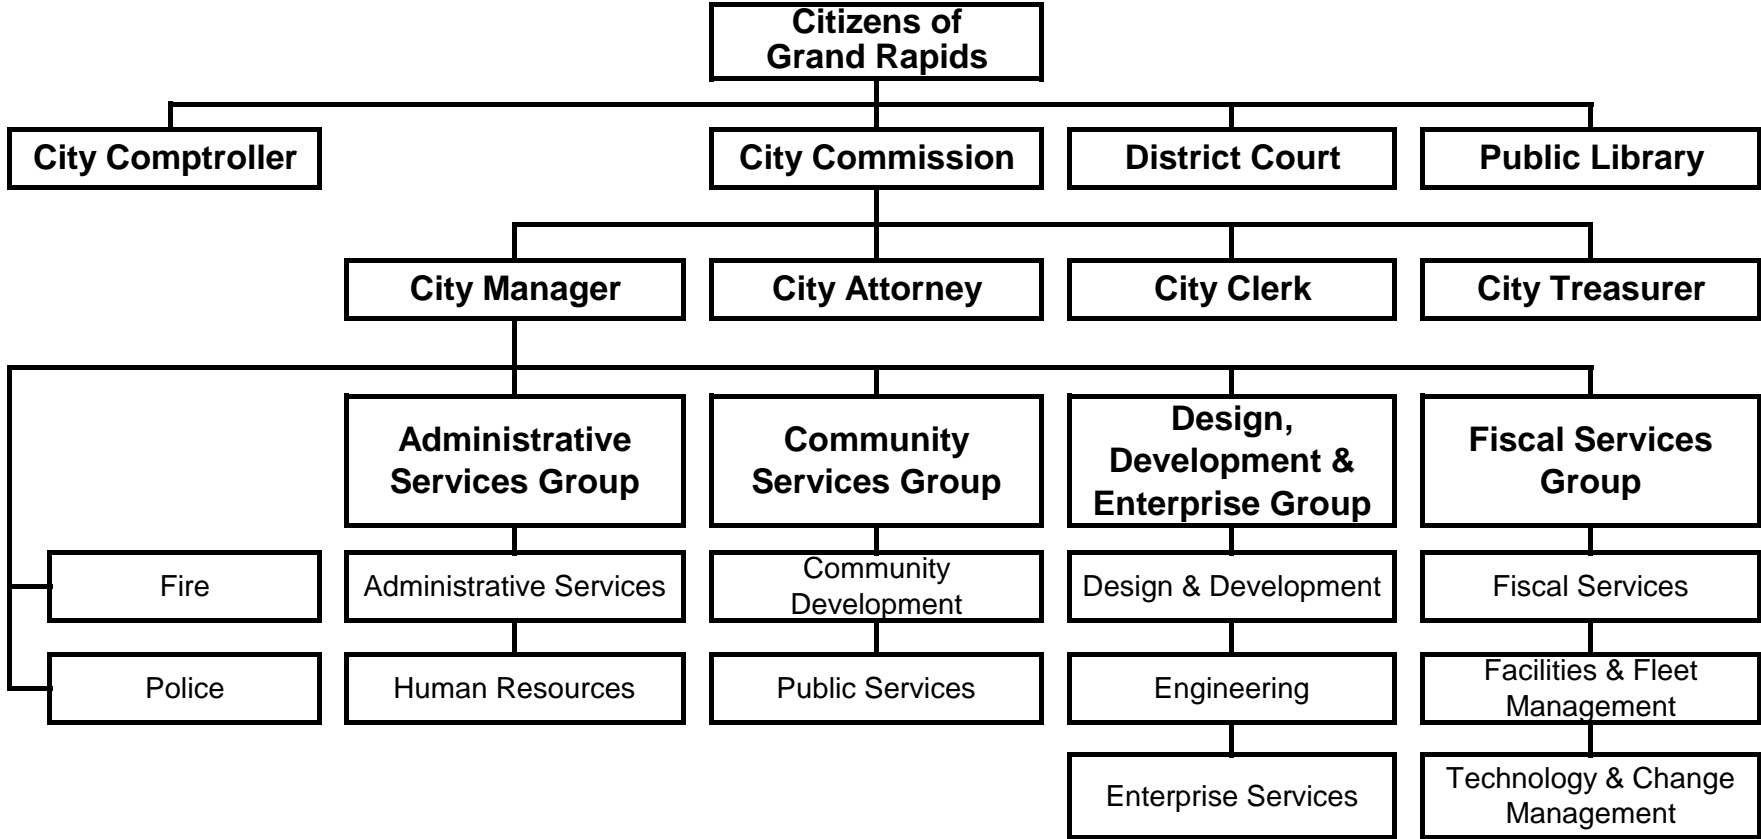 Citizens of
Grand Rapids
City Comptroller
City Commission
District Court
Public Library
City Manager
City Attorney
City Clerk
City Treasurer
Administrative
Services Group
Community
Services Group
Design,
Development &
Enterprise Group
Fiscal Services
Group
Fire
Administrative Services
Community
Development
Design & Development
Fiscal Services
Police
Human Resources
Public Services
Engineering
Facilities & Fleet
Management
Enterprise Services
Technology & Change
Management